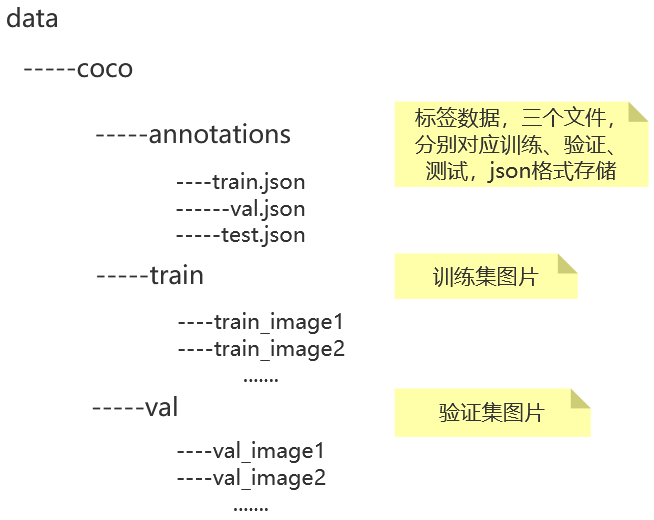 data
-----coco
-----annotations
标签数据，三个文件，
分别对应训练、验证、
测试，json格式存储
----train.json
------val.json
-----test.json
-----train
训练集图片
----train_image1
----train_image2
.......
-----val
验证集图片
----val_image1
----val_image2
.......